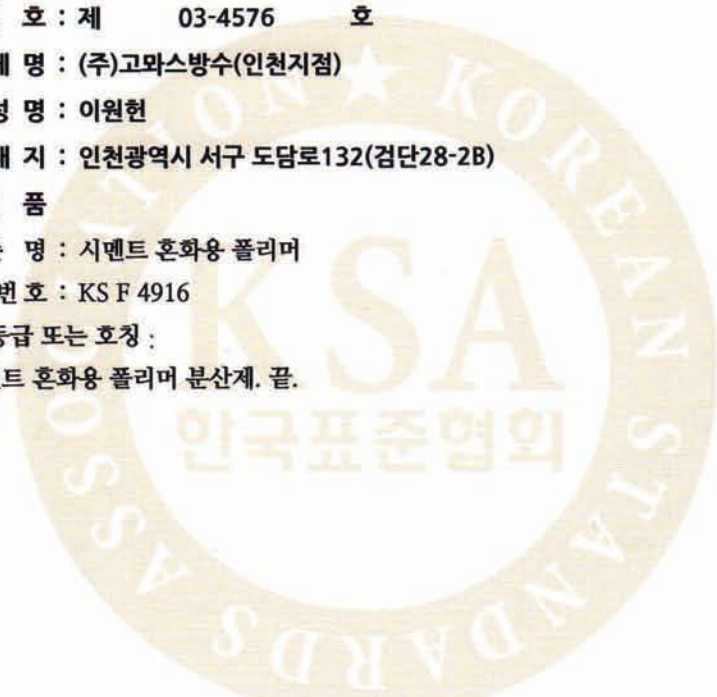 호 : 제 03-4576 호
명 : (주)고뫄스방수(인천지점)
명 : 이원헌
지 : 인천광역시 서구 도담로132(검단28-2B)
품
명 : 시멘트 혼화용 폴리머
번 호 : KS F 4916
등급 또는 호칭 :
트 혼화용 폴리머 분산제. 끝.
KSA
한국표준협회
KOREAN STANDARDS ASSOCIATION